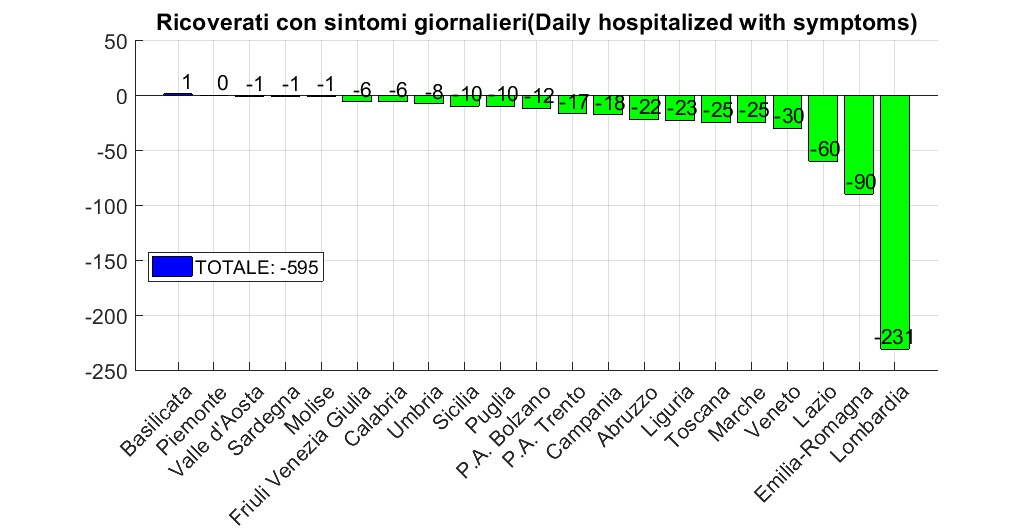 Ricoverati con sintomi giornalieri(Daily hospitalized with symptoms)
50
0
-50
-100
-150
-200
-250
1
0
-1
-1
-1
-6
-6
-8
-10
-10
-12
-17
-18
-22
-23
-25
-25
-30
-60
-90
-231
TOTALE: -595
Basilicata
Piemonte
Valle d'Aosta
Sardegna
Molise
Friuli Venezia Giulia
Calabria
Umbria
Sicilia
Puglia
P.A. Bolzano
P.A. Trento
Campania
Abruzzo
Liguria
Toscana
Marche
Veneto
Lazio
Emilia-Romagna
Lombardia